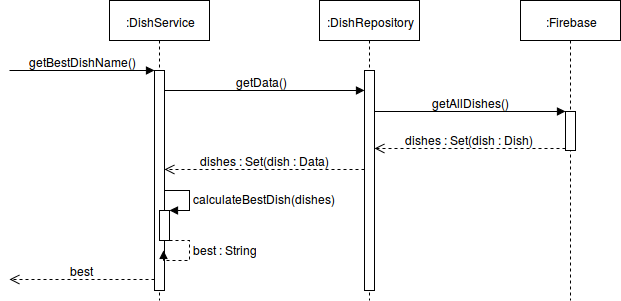 :DishService
:DishRepository
:Firebase
getBestDishName()
getData()
getAllDishes()
dishes : Set(dish : Dish)
dishes : Set(dish : Data)
calculateBestDish(dishes)
best : String
best